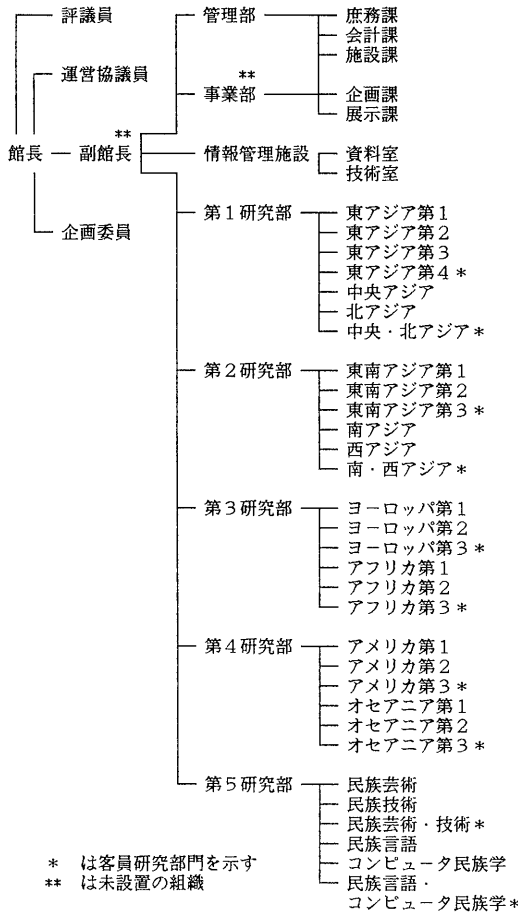 評議員
運営協議員
館長
副館長**
企画委員
管理部
庶務課
会計課
施設課
事業部**
企画課
展示課
情報管理施設
資料室
技術室
第1研究部
東アジア第1
東アジア第2
東アジア第3
東アジア第4*
中央アジア
北アジア
中央・北アジア*
第2研究部
東南アジア第1
東南アジア第2
東南アジア第3*
南アジア
西アジア
南・西アジア*
第3研究部
ヨーロッパ第1
ヨーロッパ第2
ヨーロッパ第3*
アフリカ第1
アフリカ第2
アフリカ第3*
第4研究部
アメリカ第1
アメリカ第2
アメリカ第3*
オセアニア第1
オセアニア第2
オセアニア第3*
第5研究部
民族芸術
民族技術
民族芸術・技術*
民族言語
コンピュータ民族学
民族言語・
コンピュータ民族学*
* は客員研究部門を示す
** は未設置の組織